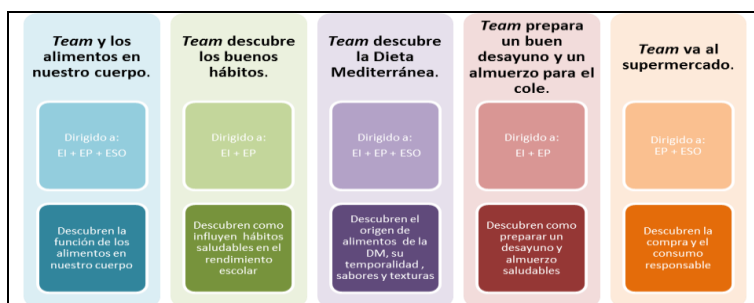 Team y los
alimentos en
nuestro cuerpo.
Dirigido a:
EI + EP + ESO
Descubren la
función de los
alimentos en
nuestro cuerpo
Team descubre
los buenos
hábitos.
Dirigido a:
EI + EP
Descubren como
influyen hábitos
saludables en el
rendimiento
escolar
Team descubre
la Dieta
Mediterránea.
Dirigido a:
EI + EP + ESO
Descubren el
origen de
alimentos de la
DM, su
temporalidad ,
sabores y texturas
Team prepara
un buen
desayuno y un
almuerzo para el
cole.
Dirigido a:
EI + EP
Descubren como
preparar un
desayuno y
almuerzo
saludables
Team va al
supermercado.
Dirigido a:
EP + ESO
Descubren la
compra y el
consumo
responsable